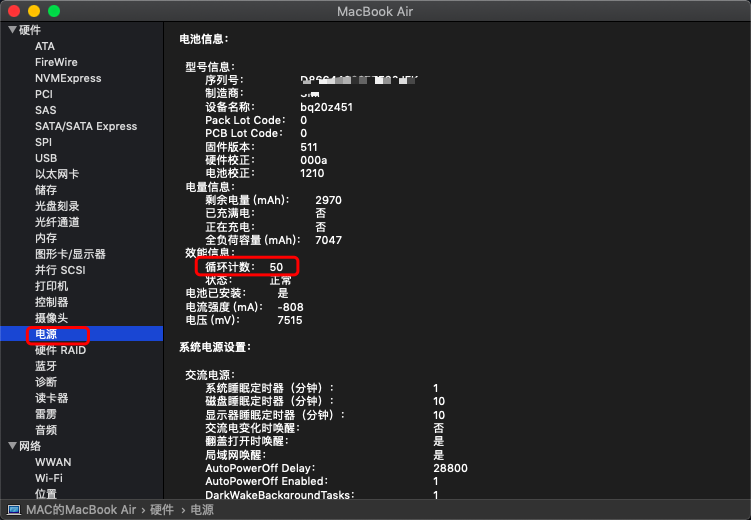 MacBook Air
硬件
ATA
FireWire
NVMExpress
PCI
SAS
SATA/SATA Express
SPI
USB
以太网卡
储存
光盘刻录
光纤通道
内存
图形卡/显示器
并行 SCSI
打印机
控制器
摄像头
电源
硬件 RAID
蓝牙
诊断
读卡器
雷雳
音频
网络
WWAN
Wi-Fi
位置
电池信息:
型号信息:
序列号:
制造商:
设备名称: bq20z451
Pack Lot Code: 0
PCB Lot Code: 0
固件版本: 511
硬件校正: 000a
电池校正: 1210
电量信息:
剩余电量 (mAh): 2970
已充满电: 否
正在充电: 否
全负荷容量 (mAh): 7047
效能信息:
循环计数: 50
状态: 正常
电池已安装: 是
电流强度 (mA): -808
电压 (mV): 7515
系统电源设置:
交流电源:
系统睡眠定时器（分钟）: 1
磁盘睡眠定时器（分钟）: 10
显示器睡眠定时器（分钟）: 10
交流电变化时唤醒: 否
翻盖打开时唤醒: 是
局域网唤醒: 是
AutoPowerOff Delay: 28800
AutoPowerOff Enabled: 1
DarkWakeBackgroundTasks: 1
MAC的MacBook Air › 硬件 › 电源